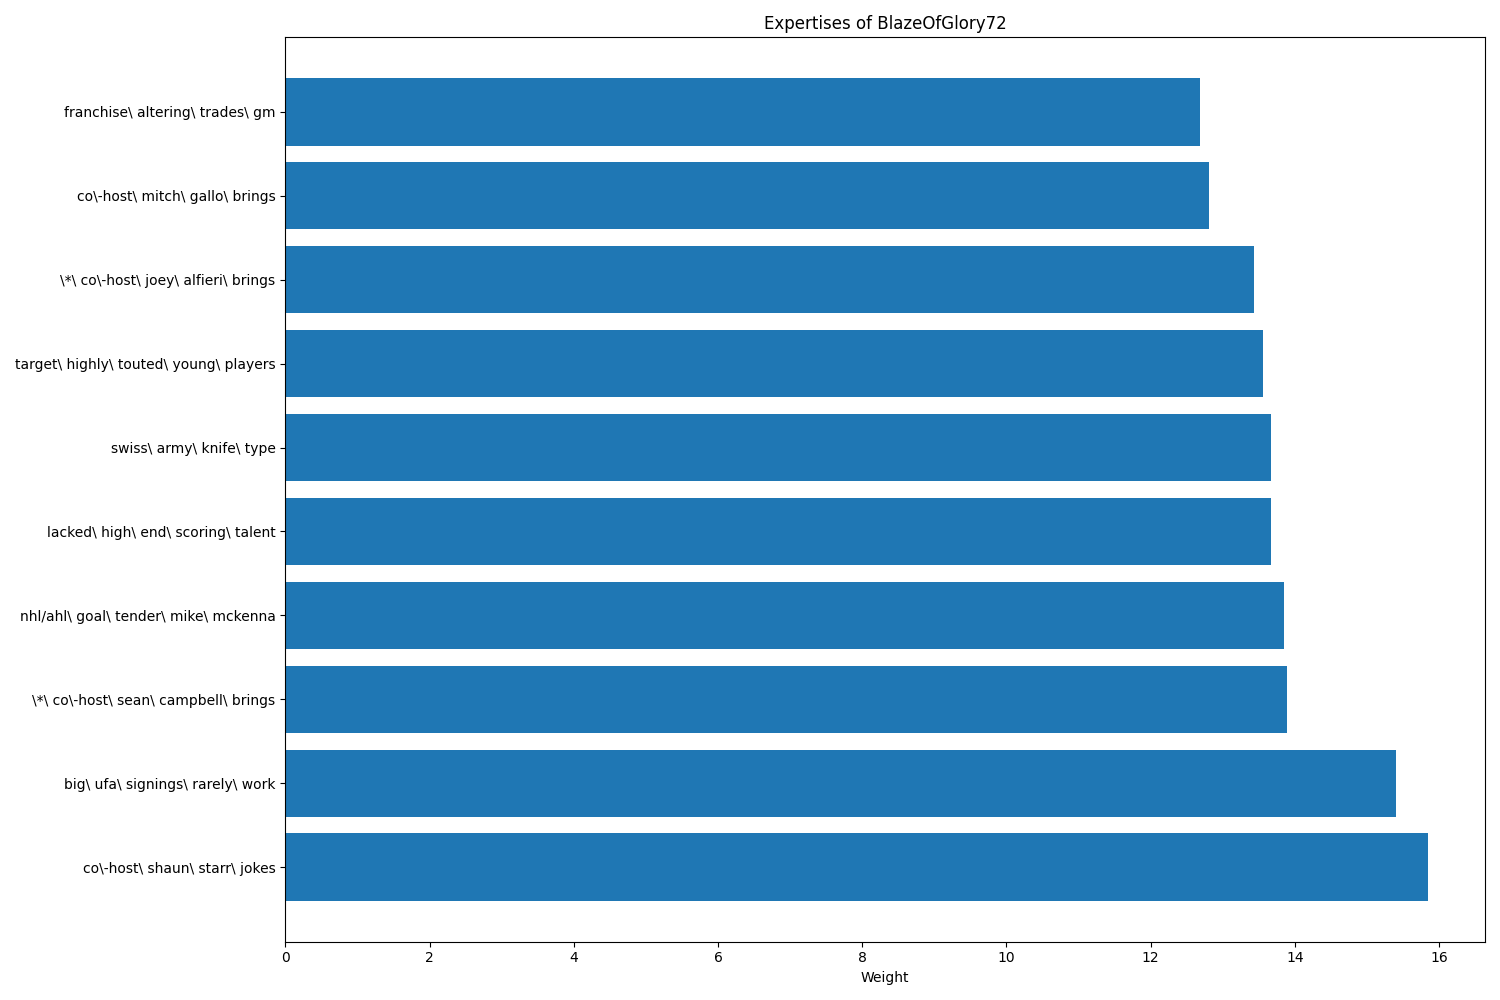 Expertises of BlazeOfGlory72
franchise\ altering\ trades\ gm
co\-host\ mitch\ gallo\ brings
\*\ co\-host\ joey\ alfieri\ brings
target\ highly\ touted\ young\ players
swiss\ army\ knife\ type
lacked\ high\ end\ scoring\ talent
nhl/ahl\ goal\ tender\ mike\ mckenna
\*\ co\-host\ sean\ campbell\ brings
big\ ufa\ signings\ rarely\ work
co\-host\ shaun\ starr\ jokes
0 2 4 6 8 10 12 14 16
Weight